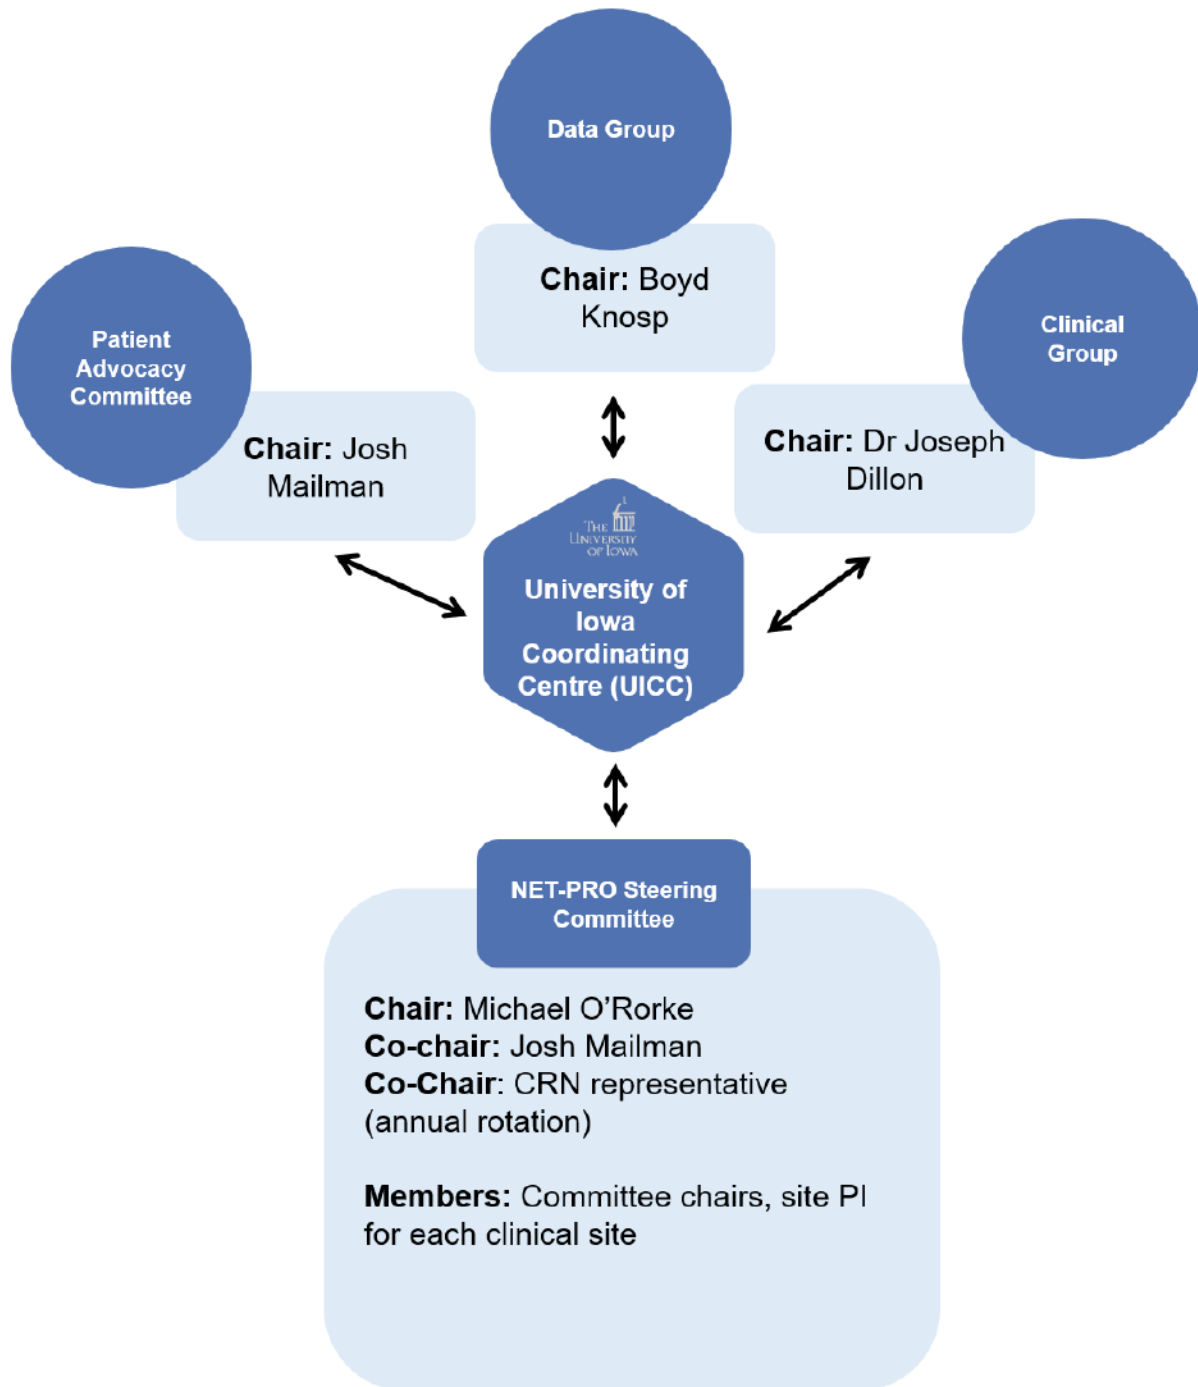 Data Group
Chair: Boyd
Knosp
Patient
Advocacy
Committee
Chair: Josh
Mailman
Clinical
Group
Chair: Dr Joseph
Dillon
THE
UNIVERSITY
OF IOWA
University of
Iowa
Coordinating
Centre (UICC)
NET-PRO Steering
Committee
Chair: Michael O'Rorke
Co-chair: Josh Mailman
Co-Chair: CRN representative
(annual rotation)
Members: Committee chairs, site PI
for each clinical site